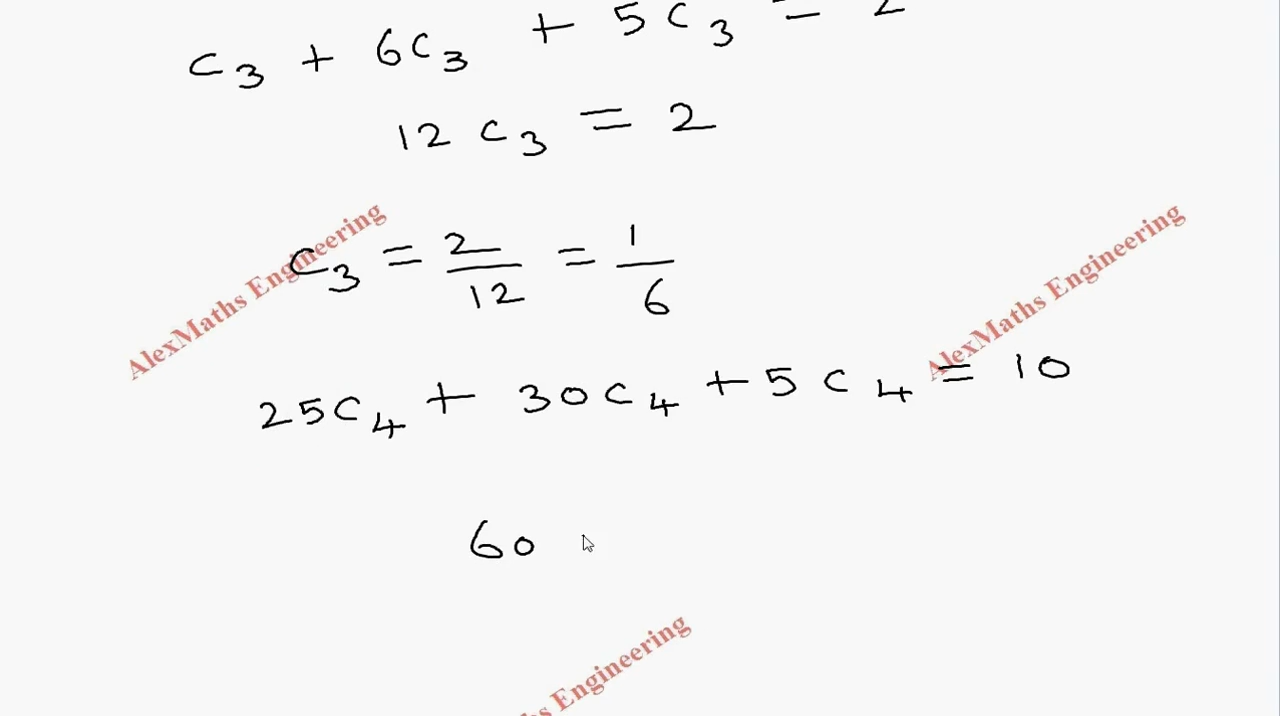 C₃ + 6C₃ + 5C₃ = 2
12 C₃ = 2
C₃ = 2/12 = 1/6
AlexMaths Engineering
AlexMaths Engineering
25C₄ + 30C₄ + 5C₄ = 10
60
Engineering